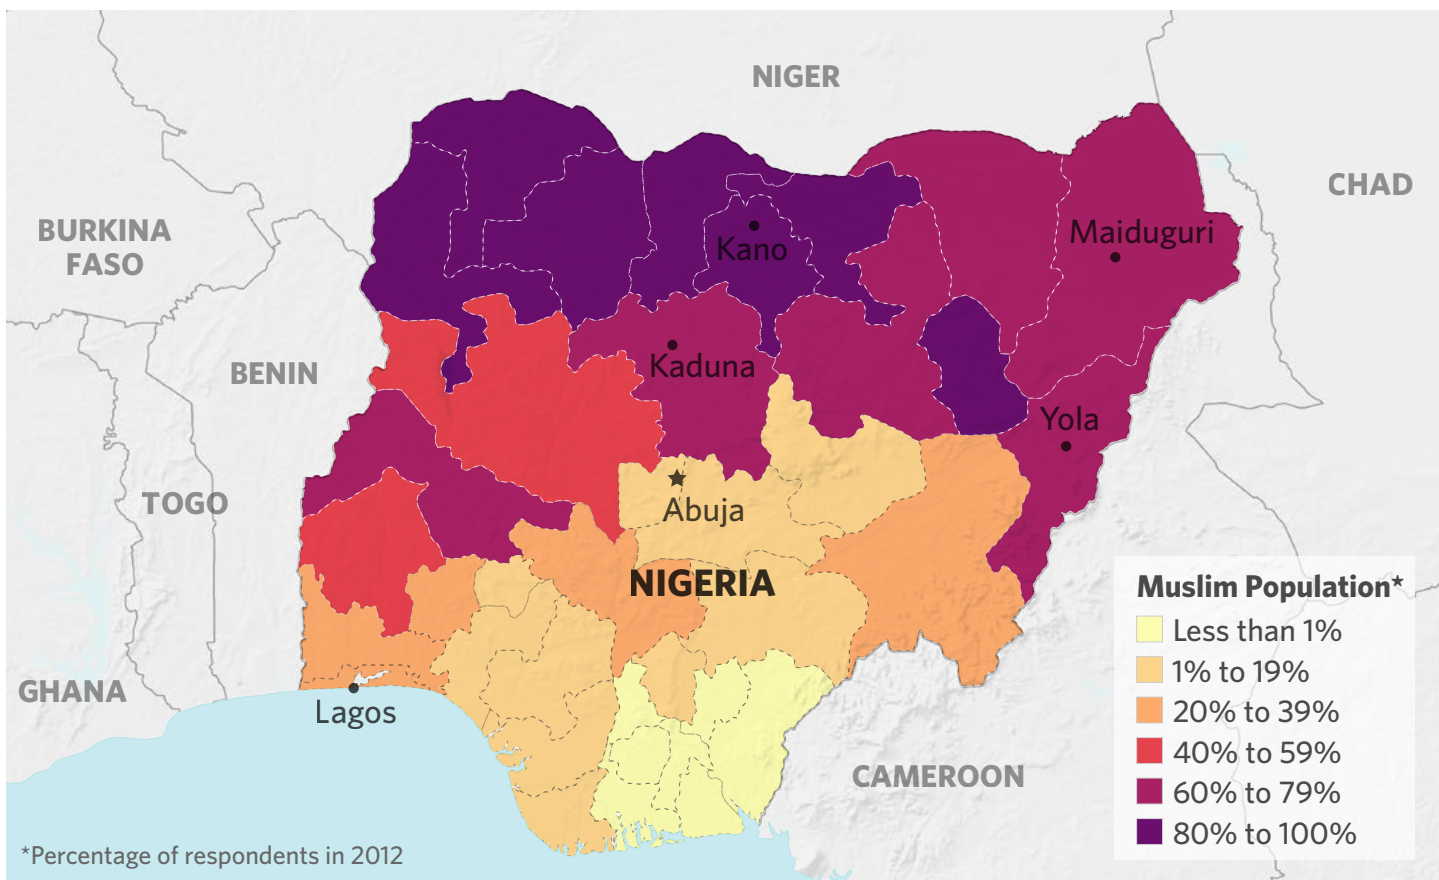 NIGER
CHAD
BURKINA
FASO
Maiduguri
Kano
Kaduna
BENIN
Yola
TOGO
Abuja
NIGERIA
GHANA
Lagos
CAMEROON
Muslim Population*
Less than 1%
1% to 19%
20% to 39%
40% to 59%
60% to 79%
80% to 100%
*Percentage of respondents in 2012